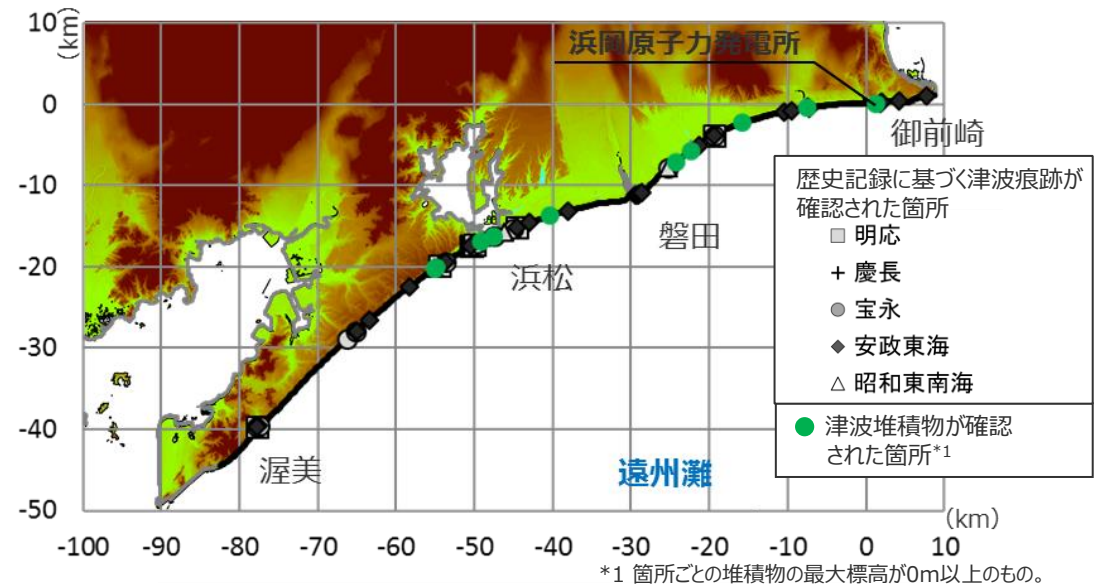 10
(km)
0
-10
-20
-30
-40
-50
浜岡原子力発電所
御前崎
磐田
浜松
渥美
遠州灘
歴史記録に基づく津波痕跡が
確認された箇所
□ 明応
+ 慶長
● 宝永
◆ 安政東海
△ 昭和東南海
● 津波堆積物が確認
された箇所*1
(km)
-100 -90 -80 -70 -60 -50 -40 -30 -20 -10 0 10
*1 箇所ごとの堆積物の最大標高が0m以上のもの。